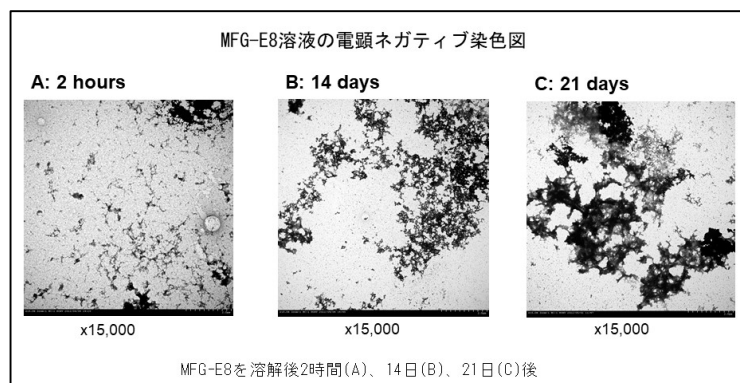 MFG-E8溶液の電顕ネガティブ染色図
A: 2 hours
B: 14 days
C: 21 days
x15,000
x15,000
x15,000
MFG-E8を溶解後2時間(A)、14日(B)、21日(C)後